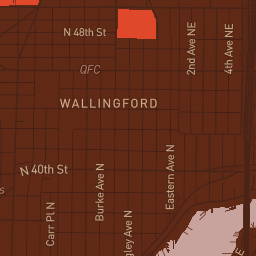 N 48th St
2nd Ave NE
4th Ave NE
QFC
WALLINGFORD
N 40th St
Eastern Ave N
Burke Ave N
Carr Pl N